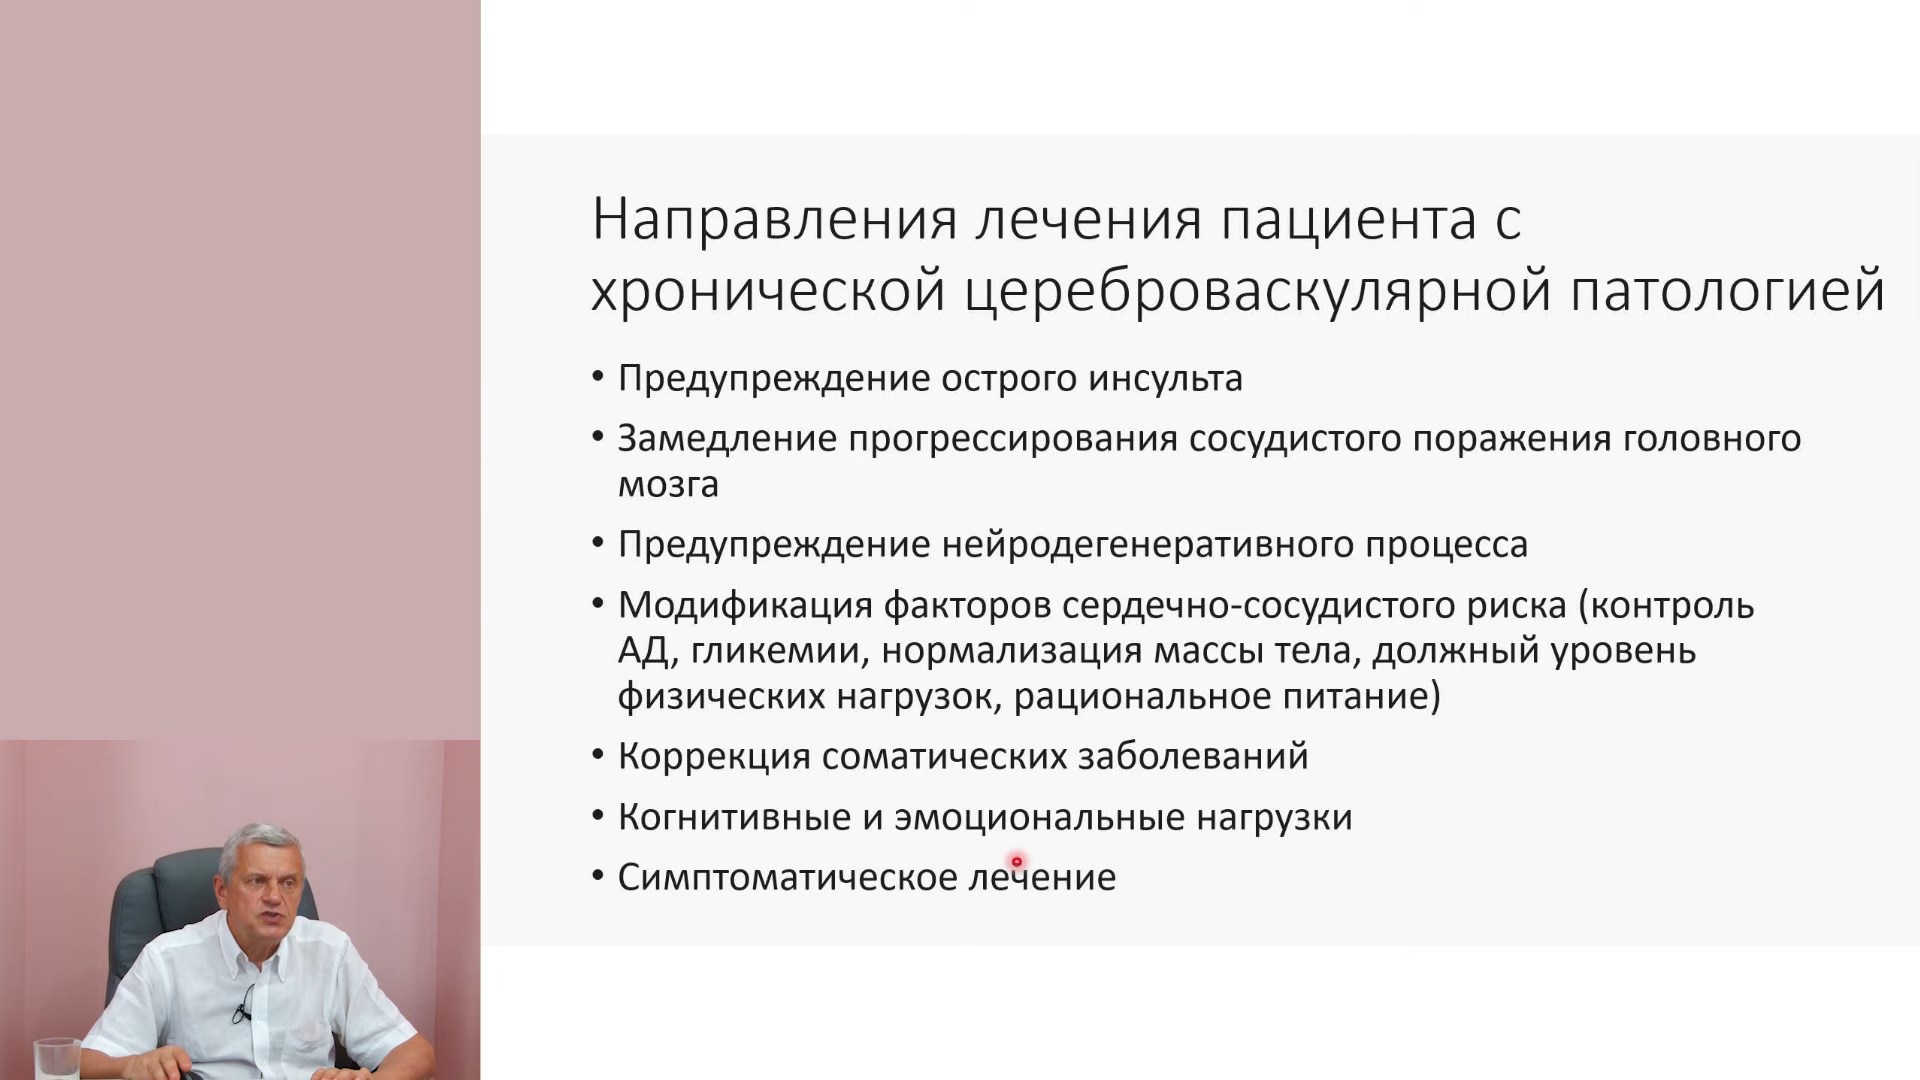 Направления лечения пациента с
хронической цереброваскулярной патологией
• Предупреждение острого инсульта
• Замедление прогрессирования сосудистого поражения головного
мозга
• Предупреждение нейродегенеративного процесса
• Модификация факторов сердечно-сосудистого риска (контроль
АД, гликемии, нормализация массы тела, должный уровень
физических нагрузок, рациональное питание)
• Коррекция соматических заболеваний
• Когнитивные и эмоциональные нагрузки
• Симптоматическое лечение